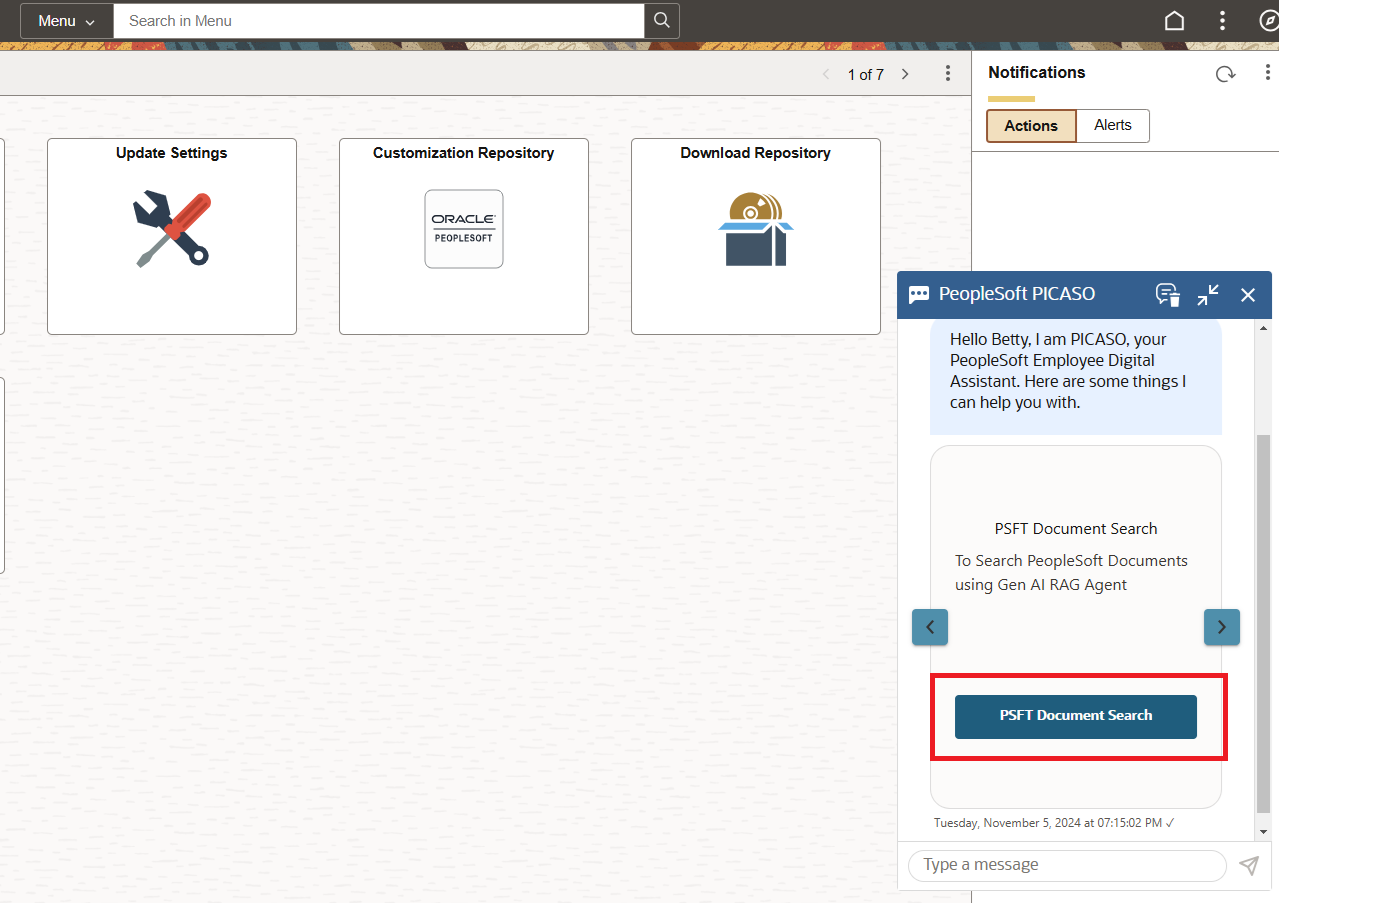 Menu
Search in Menu
1 of 7
Notifications
Actions
Alerts
Update Settings
Customization Repository
Download Repository
ORACLE
PEOPLESOFT
PeopleSoft PICASO
Hello Betty, I am PICASO, your
PeopleSoft Employee Digital
Assistant. Here are some things I
can help you with.
PSFT Document Search
To Search PeopleSoft Documents
using Gen AI RAG Agent
PSFT Document Search
Tuesday, November 5, 2024 at 07:15:02 PM ✓
Type a message